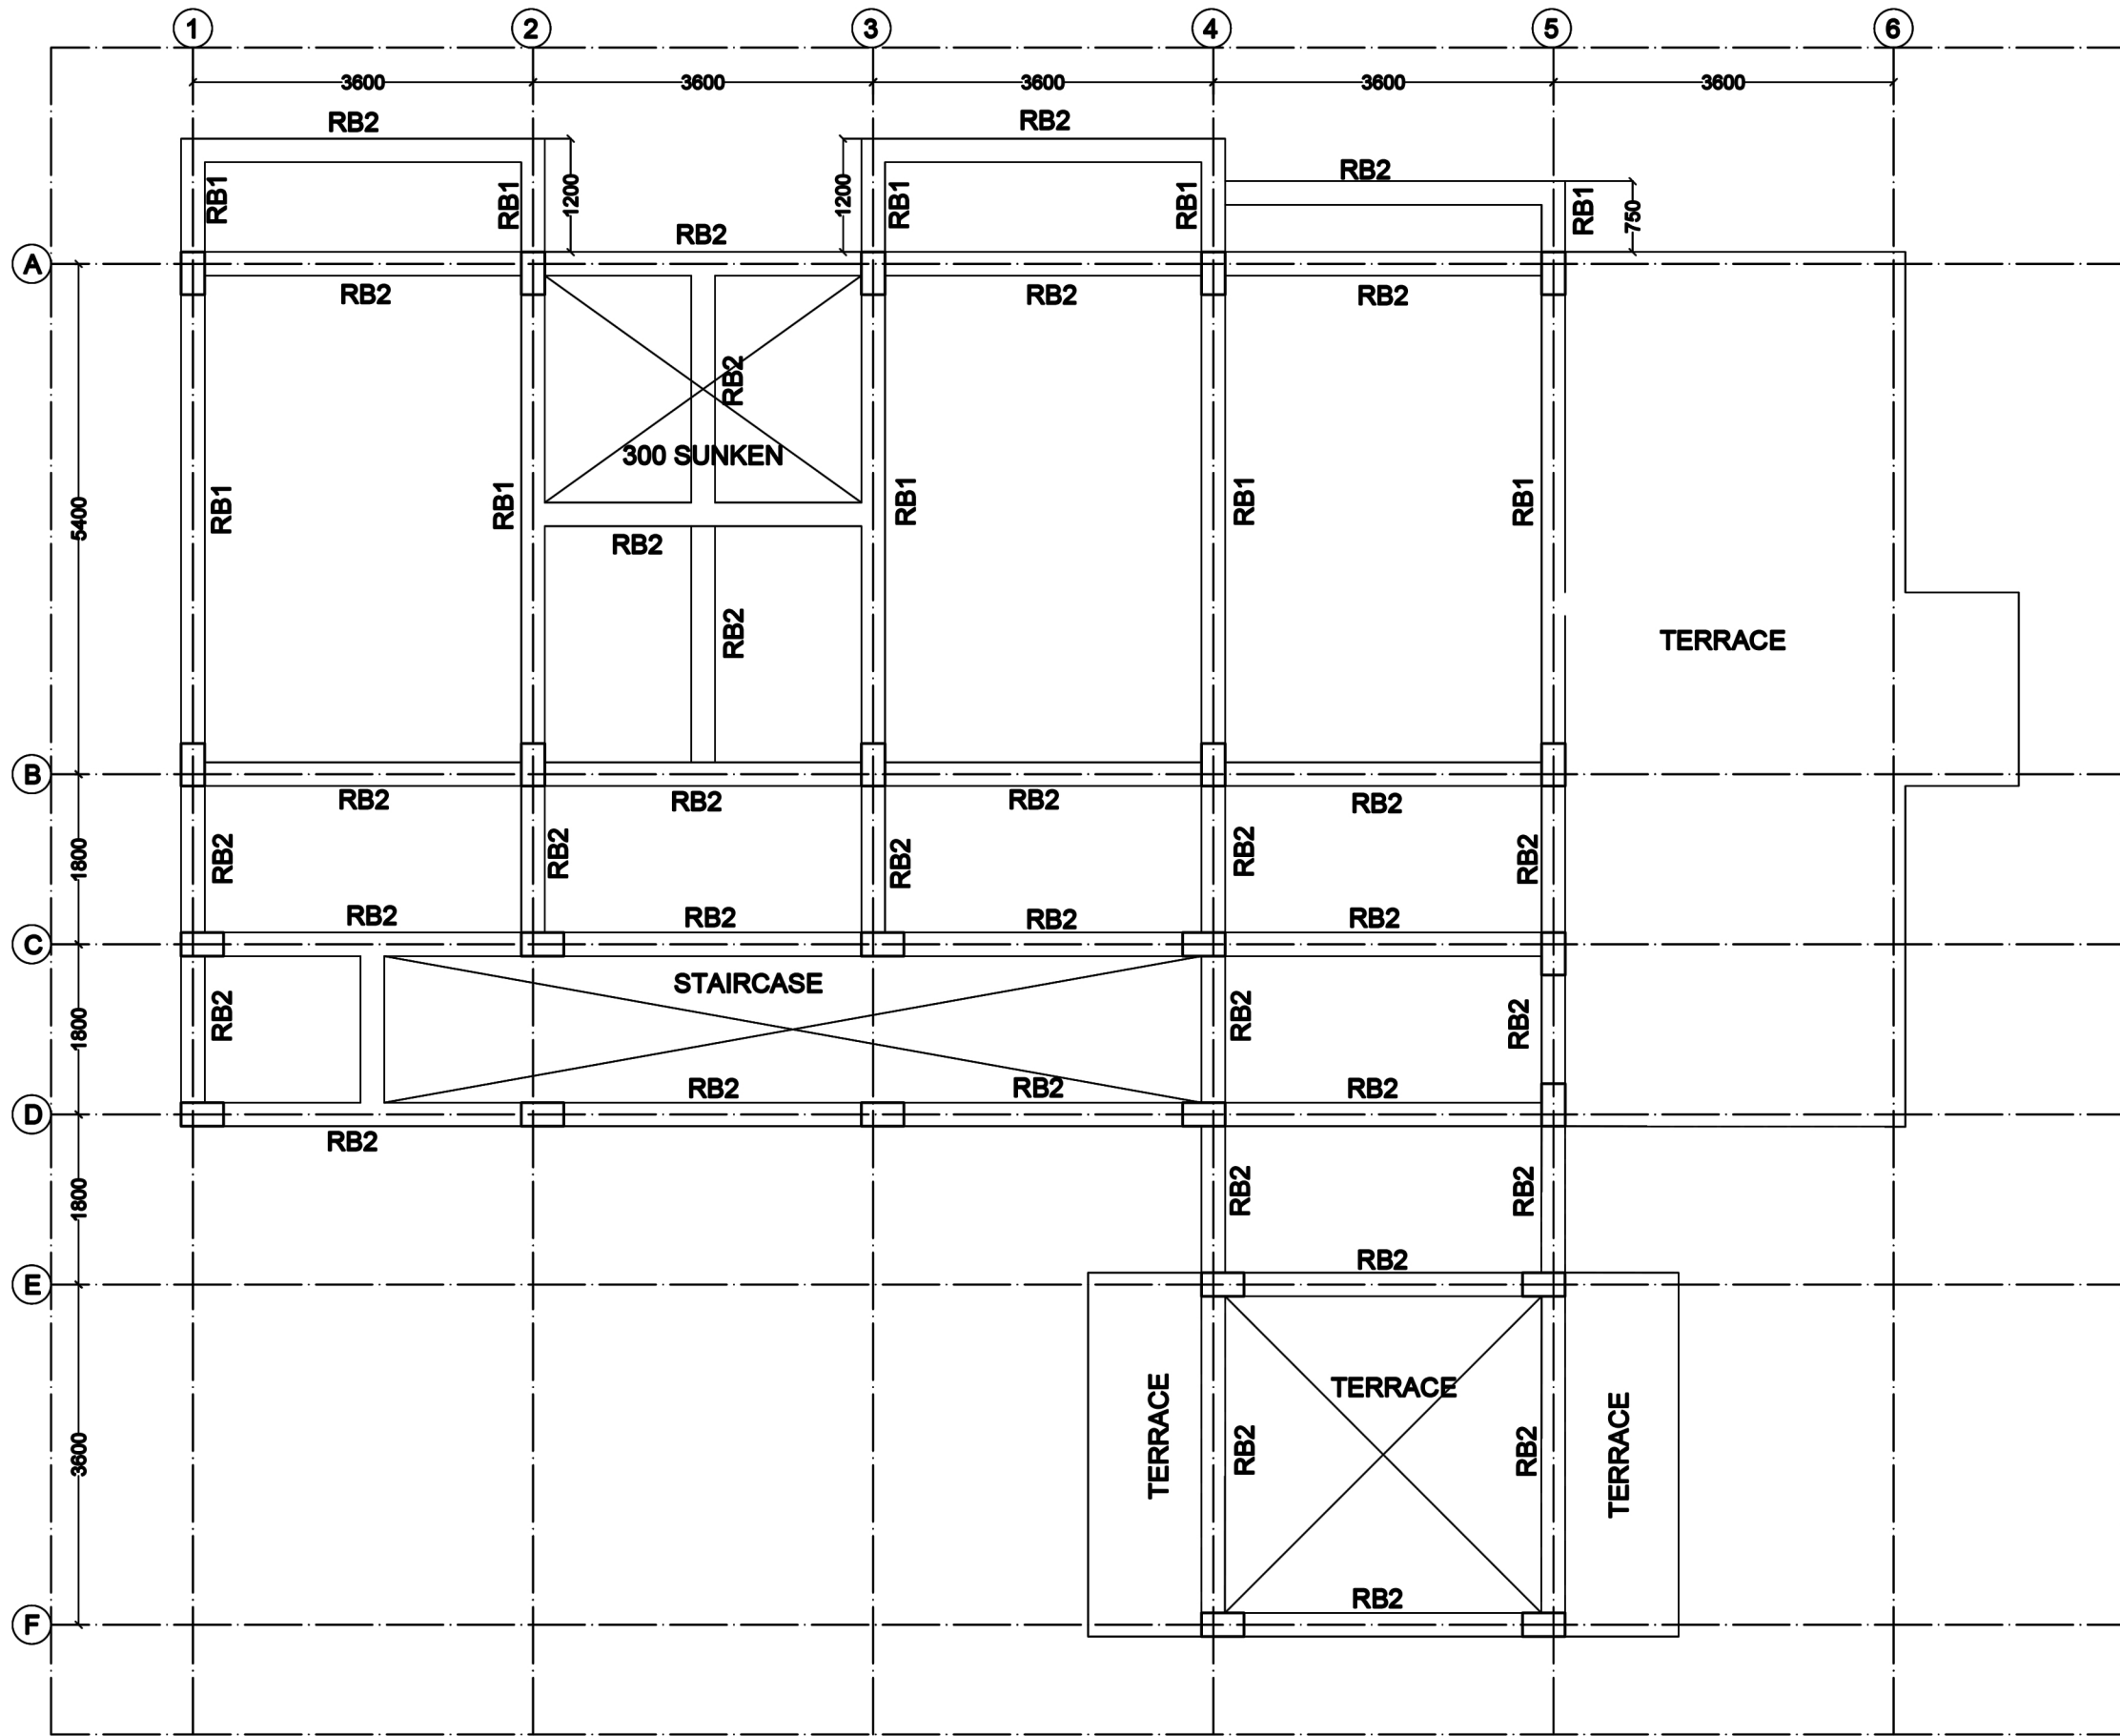 1 2 3 4 5 6
3600 3600 3600 3600 3600
RB2 RB2
RB2
RB1 RB1 1200 1200 RB1 RB1 RB1 750
RB2
A
RB2 RB2 RB2
RB2
300 SUNKEN
5400 RB1 RB1 RB1 RB1 RB1
RB2
RB2 TERRACE
B
RB2 RB2 RB2 RB2
1800 RB2 RB2 RB2 RB2 RB2
RB2 RB2 RB2 RB2
C
STAIRCASE
1800 RB2 RB2 RB2
RB2 RB2 RB2
D
RB2
1800 RB2 RB2
RB2
E
TERRACE
3600 TERRACE RB2 RB2 TERRACE
RB2
F